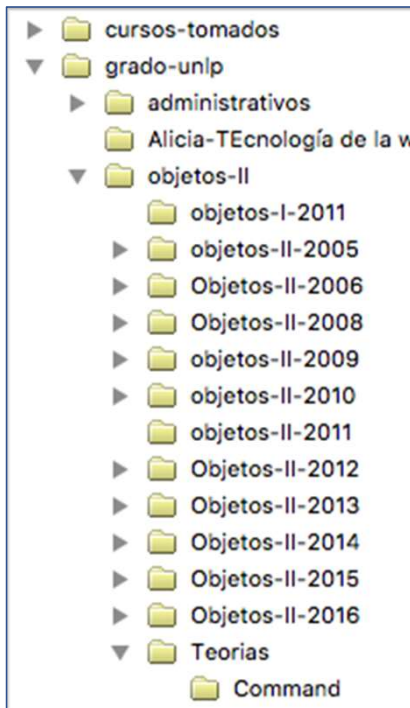 cursos-tomados
grado-unlp
administrativos
Alicia-TEcnología de la w
objetos-II
objetos-I-2011
objetos-II-2005
Objetos-II-2006
Objetos-II-2008
objetos-II-2009
objetos-II-2010
objetos-II-2011
Objetos-II-2012
Objetos-II-2013
Objetos-II-2014
Objetos-II-2015
Objetos-II-2016
Teorias
Command